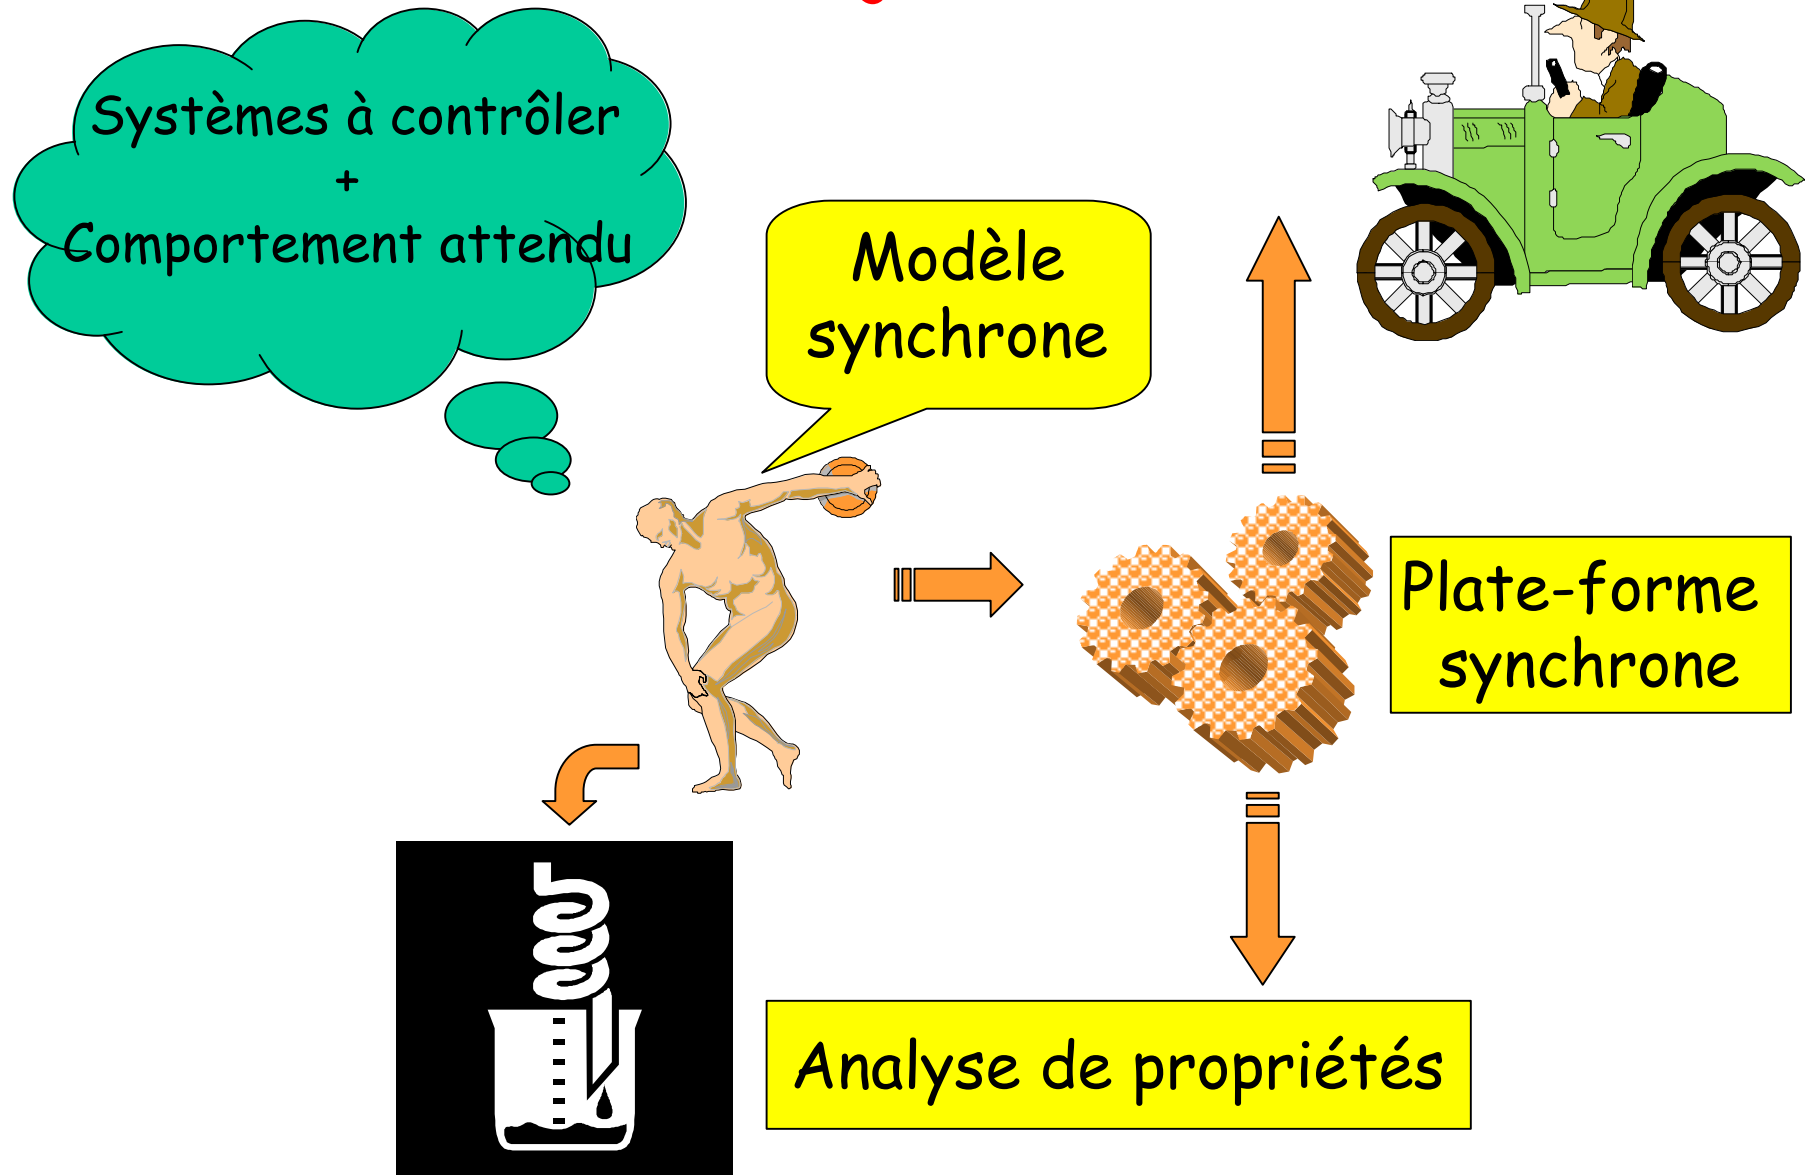 Systèmes à contrôler
+
Comportement attendu
Modèle
synchrone
Plate-forme
synchrone
Analyse de propriétés